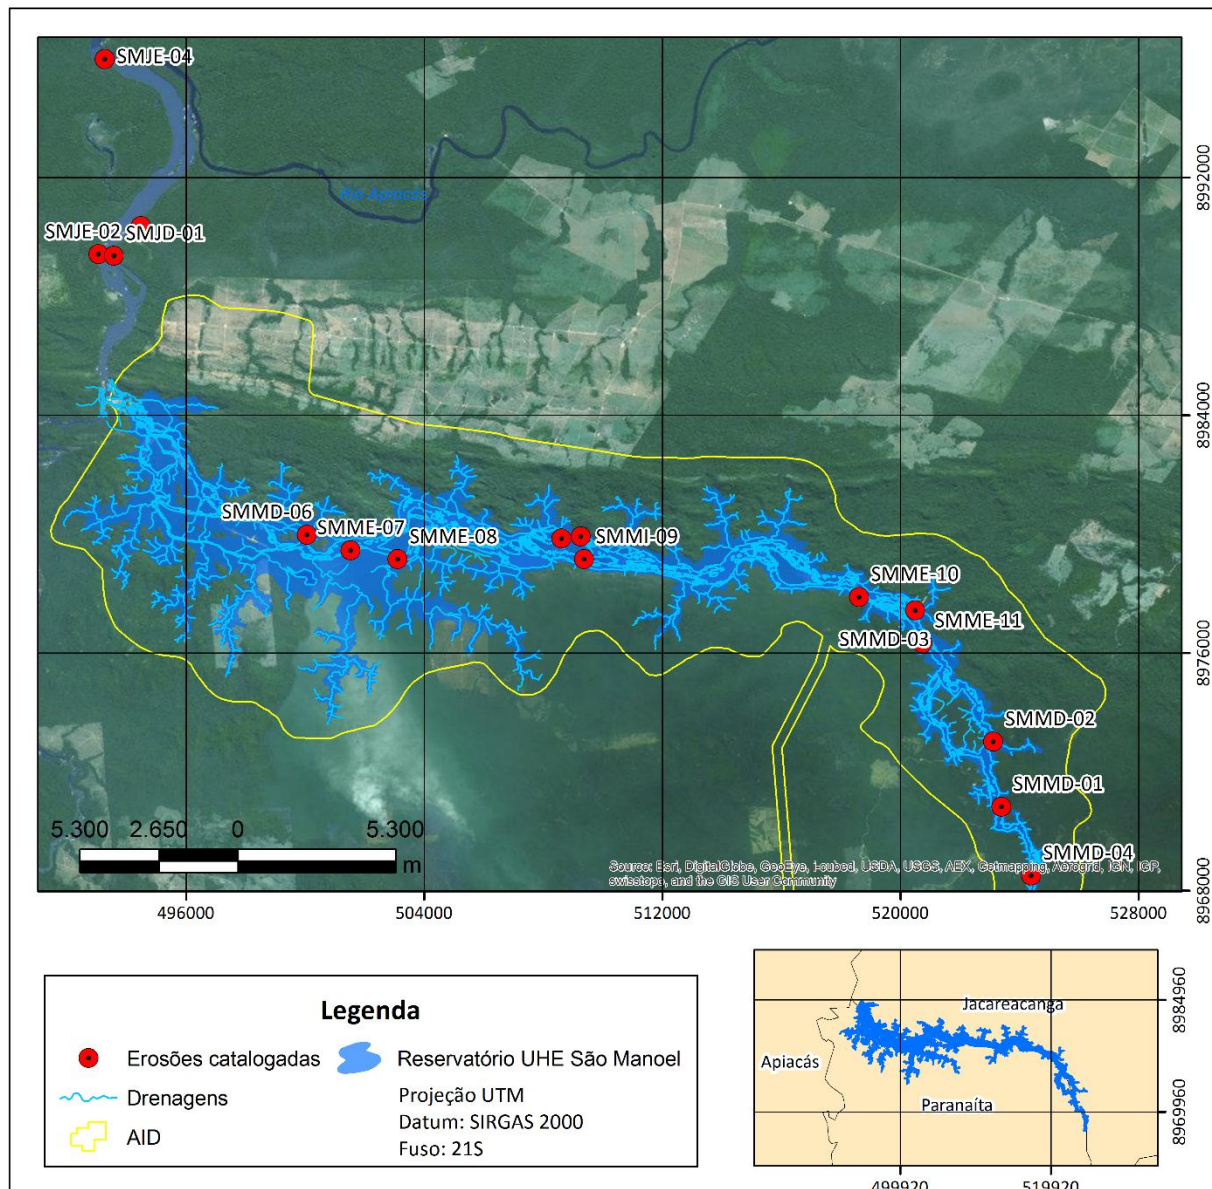 SMJE-04
Rio Apiacás
8992000
SMJE-02
SMJD-01
8984000
SMMD-06
SMME-07
SMME-08
SMMI-09
SMME-10
SMME-11
SMMD-03
8976000
SMMD-02
SMMD-01
5.300 2.650 0 5.300
m
SMMD-04
Source: Esri, DigitalGlobe, GeoEye, i-cubed, USDA, USGS, AEX, Getmapping, Aerogrid, IGN, IGP,
swisstopo, and the GIS User Community
8968000
496000 504000 512000 520000 528000
Legenda
Erosões catalogadas
Reservatório UHE São Manoel
Drenagens
AID
Projeção UTM
Datum: SIRGAS 2000
Fuso: 21S
Jacareacanga
8984960
Apiacás
Paranaíta
8969960
499920 519920